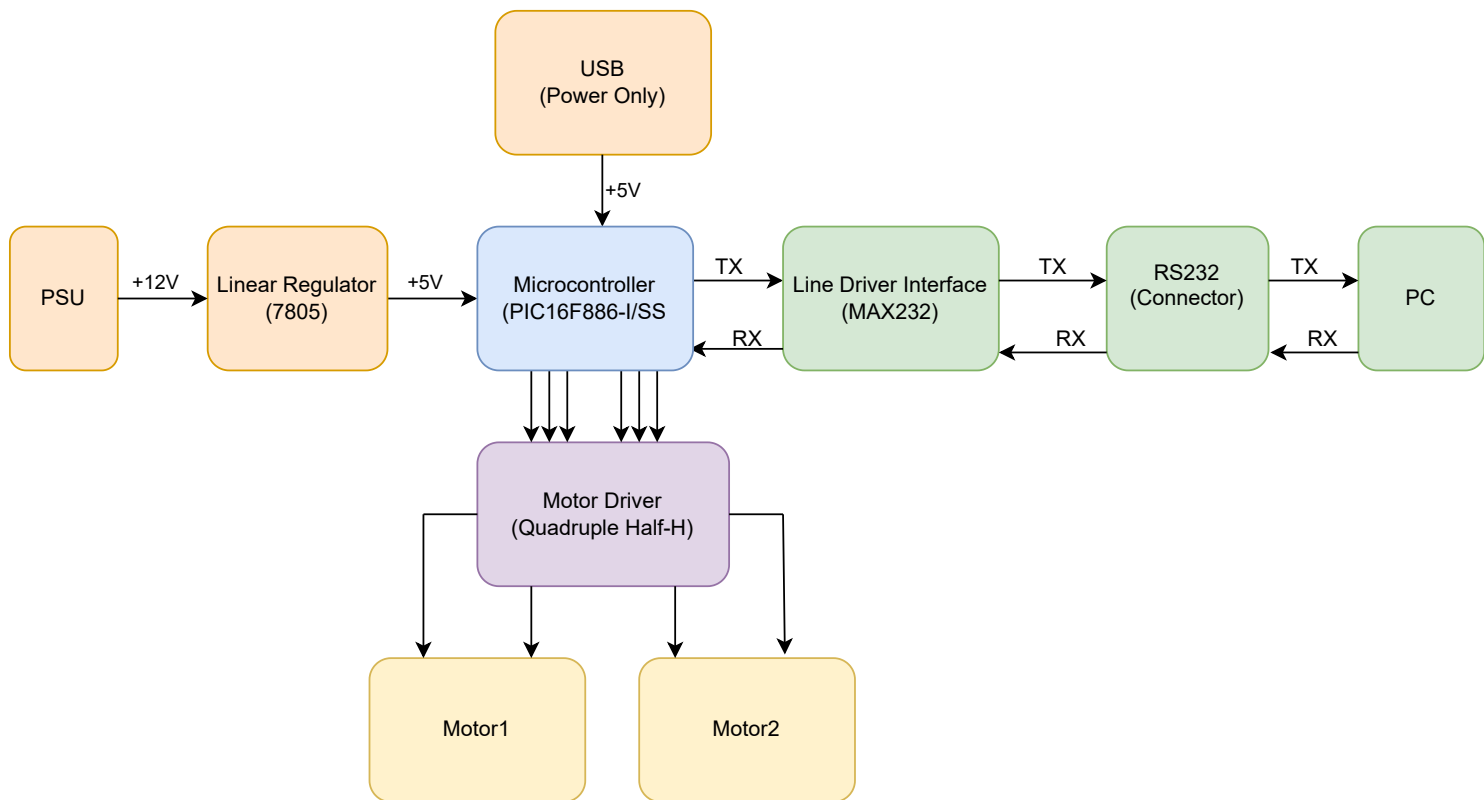 USB
(Power Only)
+5V
PSU
+12V
Linear Regulator
(7805)
+5V
Microcontroller
(PIC16F886-I/SS
TX
RX
Line Driver Interface
(MAX232)
TX
RX
RS232
(Connector)
TX
RX
PC
Motor Driver
(Quadruple Half-H)
Motor1
Motor2